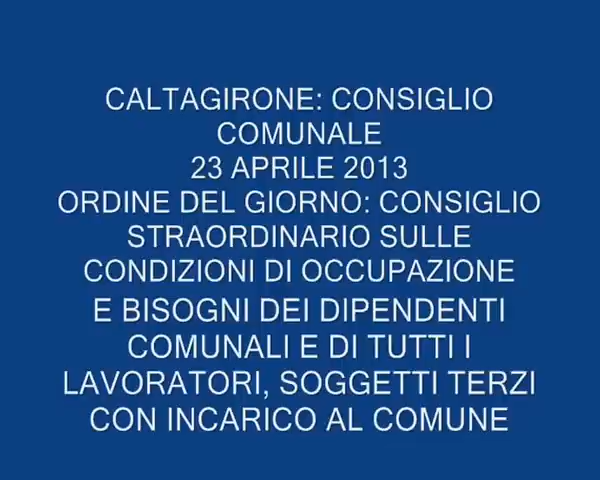 CALTAGIRONE: CONSIGLIO
COMUNALE
23 APRILE 2013
ORDINE DEL GIORNO: CONSIGLIO
STRAORDINARIO SULLE
CONDIZIONI DI OCCUPAZIONE
E BISOGNI DEI DIPENDENTI
COMUNALI E DI TUTTI I
LAVORATORI, SOGGETTI TERZI
CON INCARICO AL COMUNE